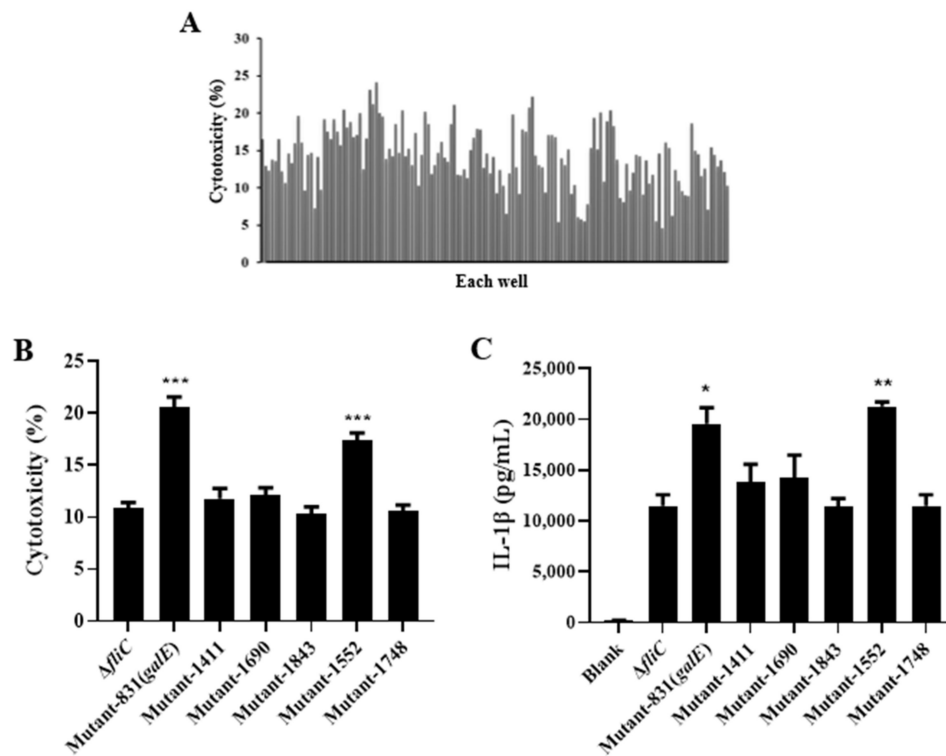 A
Cytotoxicity (%)
30
25
20
15
10
5
0
Each well
B
Cytotoxicity (%)
25
20
15
10
5
0
***
***
ΔfliC
Mutant-831(galE)
Mutant-1411
Mutant-1690
Mutant-1843
Mutant-1552
Mutant-1748
C
IL-1β (pg/mL)
25,000
20,000
15,000
10,000
5,000
0
*
**
Blank
ΔfliC
Mutant-831(galE)
Mutant-1411
Mutant-1690
Mutant-1843
Mutant-1552
Mutant-1748